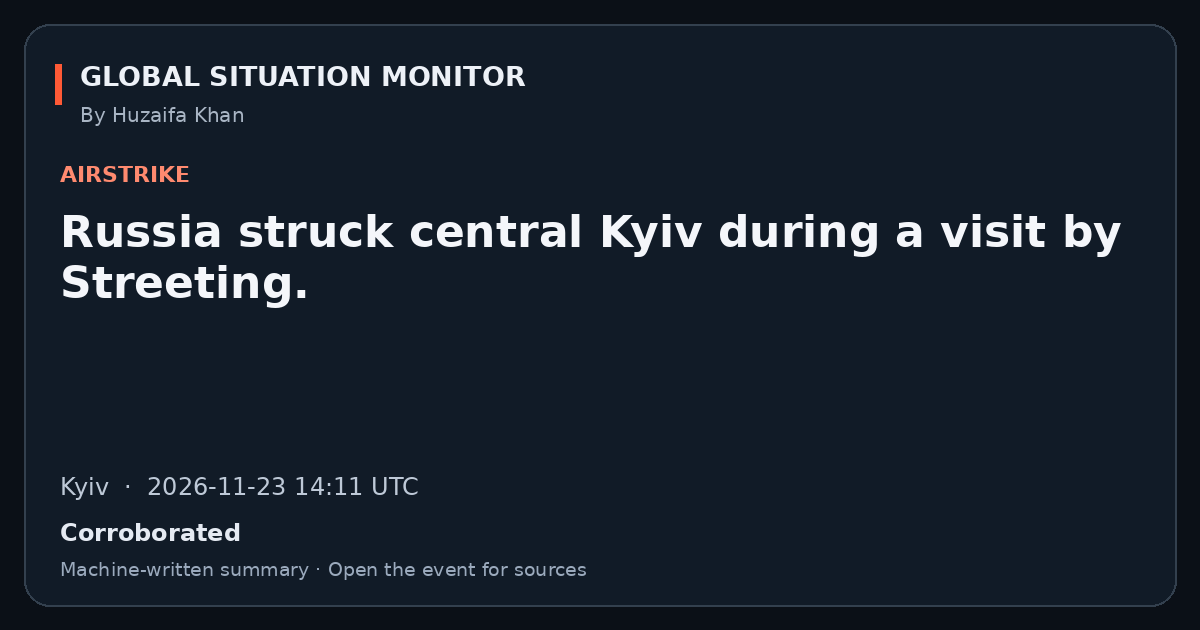 GLOBAL SITUATION MONITOR
By Huzaifa Khan
AIRSTRIKE
Russia struck central Kyiv during a visit by
Streeting.
Kyiv · 2026-11-23 14:11 UTC
Corroborated
Machine-written summary · Open the event for sources